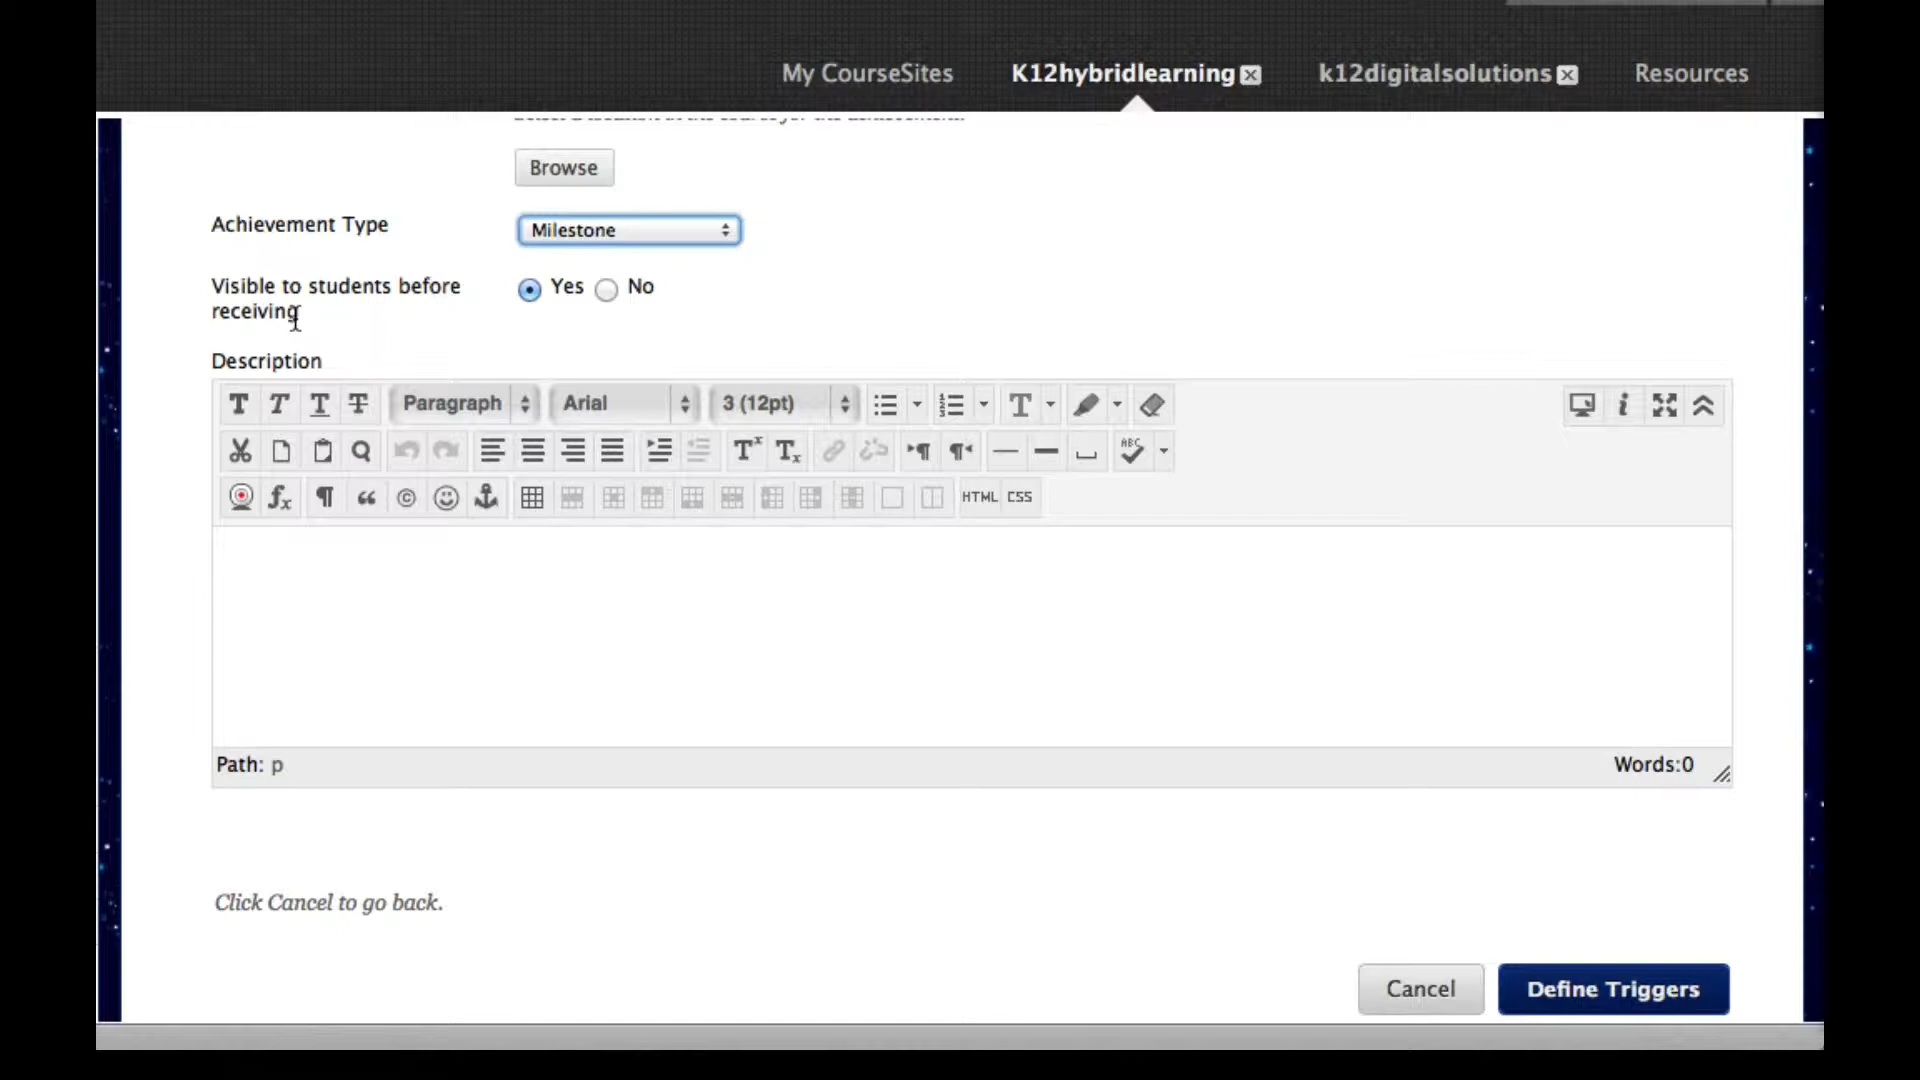 My CourseSites K12hybridlearning k12digitalsolutions Resources
Browse
Achievement Type Milestone
Visible to students before Yes No
receiving
Description
Paragraph Arial 3 (12pt)
ABC
HTML CSS
Path: p Words:0
Click Cancel to go back.
Cancel Define Triggers